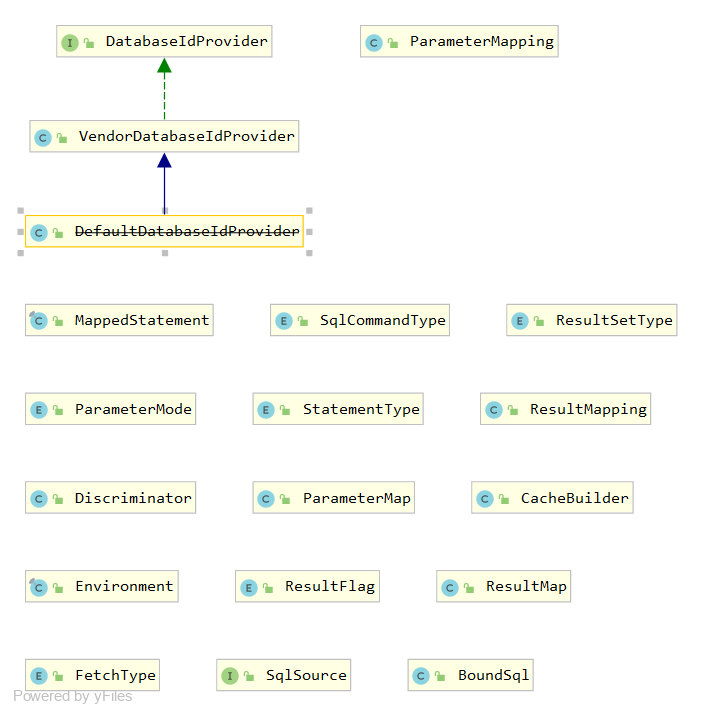 I DatabaseIdProvider
C ParameterMapping
C VendorDatabaseIdProvider
C DefaultDatabaseIdProvider
C MappedStatement
E SqlCommandType
E ResultSetType
E ParameterMode
E StatementType
C ResultMapping
C Discriminator
C ParameterMap
C CacheBuilder
C Environment
E ResultFlag
C ResultMap
E FetchType
I SqlSource
C BoundSql
Powered by yFiles